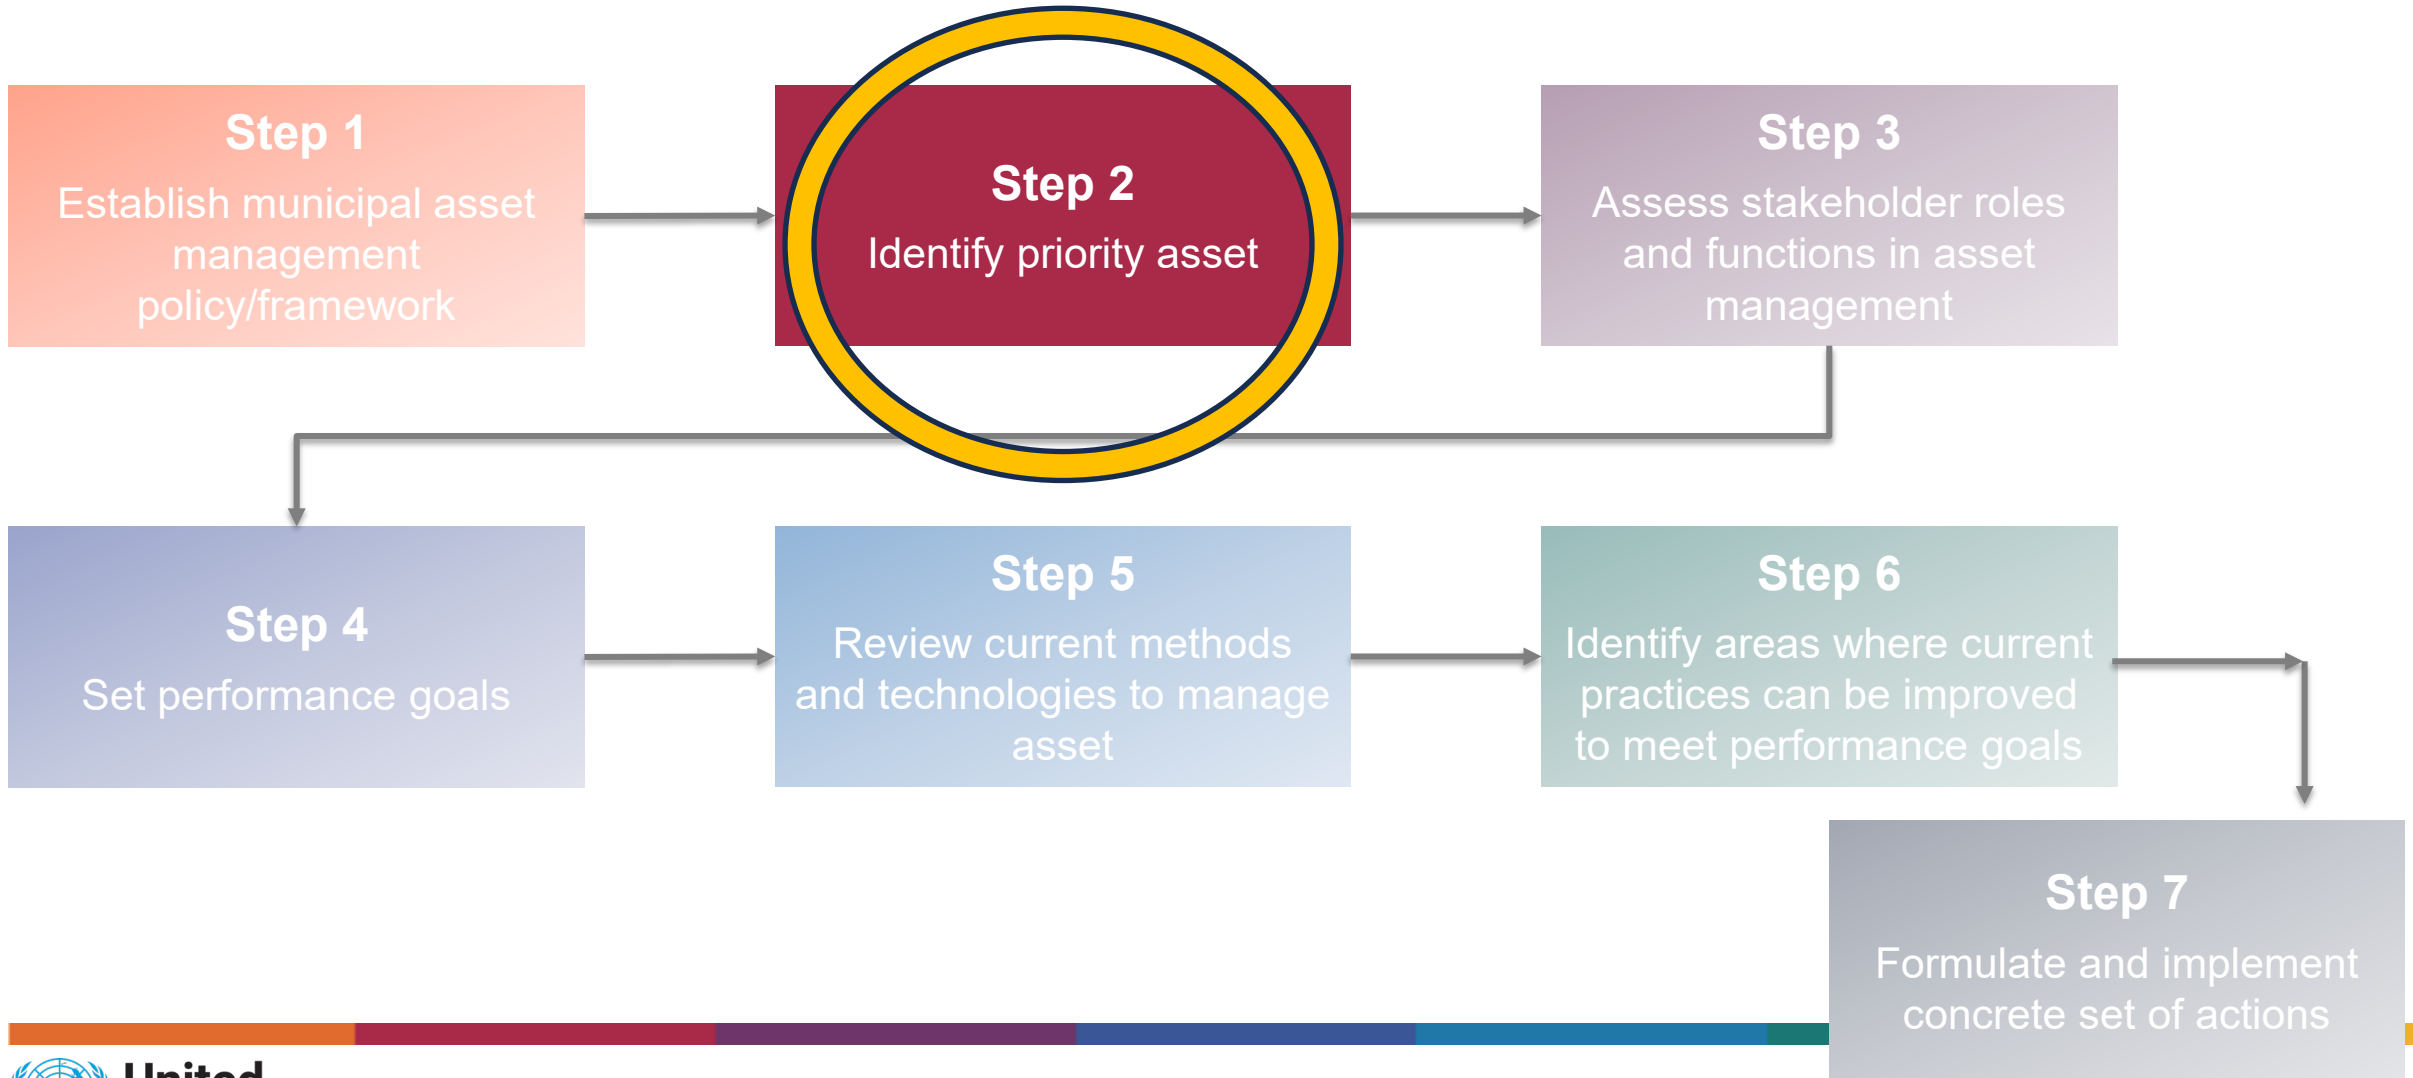 Step 1
Establish municipal asset
management
policy/framework
Step 2
Identify priority asset
Step 3
Assess stakeholder roles
and functions in asset
management
Step 4
Set performance goals
Step 5
Review current methods
and technologies to manage
asset
Step 6
Identify areas where current
practices can be improved
to meet performance goals
Step 7
Formulate and implement
concrete set of actions
United